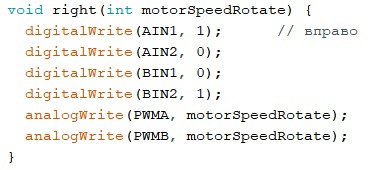 void right(int motorSpeedRotate) {
  digitalWrite(AIN1, 1);      // вправо
  digitalWrite(AIN2, 0);
  digitalWrite(BIN1, 0);
  digitalWrite(BIN2, 1);
  analogWrite(PWMA, motorSpeedRotate);
  analogWrite(PWMB, motorSpeedRotate);
}